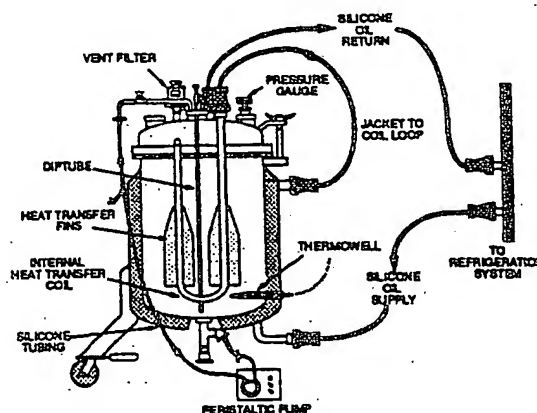 SILICONE
OIL
RETURN
VENT FILTER
PRESSURE
GAUGE
JACKET TO
COIL LOOP
DIPTUBE
HEAT TRANSFER
FINS
THERMOWELL
INTERNAL
HEAT TRANSFER
COIL
TO
REFRIGERATION
SYSTEM
SILICONE
OIL
SUPPLY
SILICONE
TUBING
PERISTALTIC PUMP